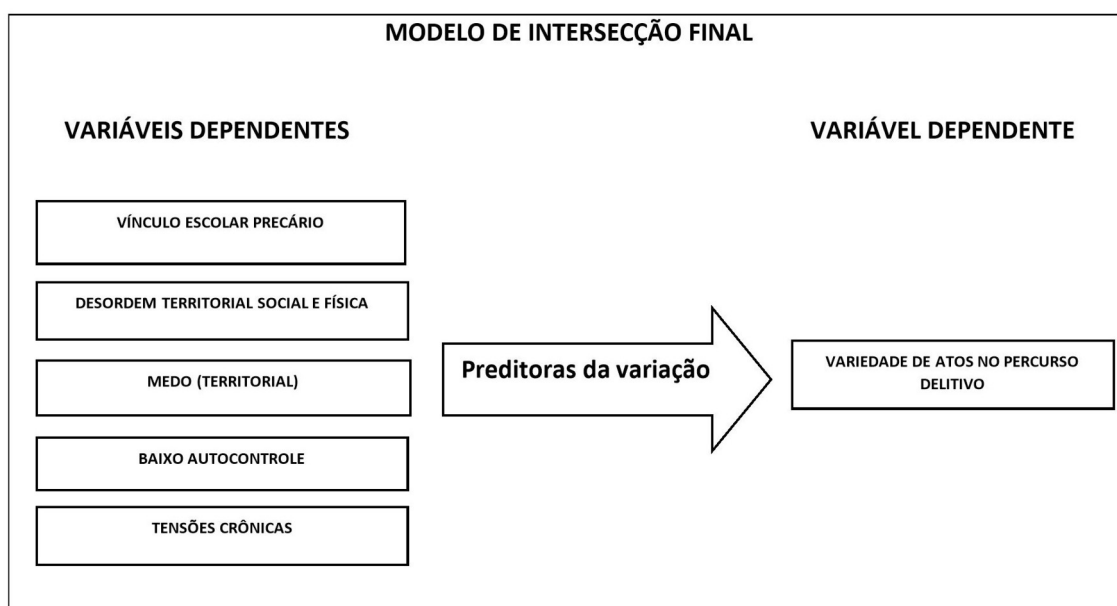 MODELO DE INTERSECÇÃO FINAL
VARIÁVEIS DEPENDENTES
VÍNCULO ESCOLAR PRECÁRIO
DESORDEM TERRITORIAL SOCIAL E FÍSICA
MEDO (TERRITORIAL)
BAIXO AUTOCONTROLE
TENSÕES CRÔNICAS
Preditoras da variação
VARIÁVEL DEPENDENTE
VARIEDADE DE ATOS NO PERCURSO
DELITIVO